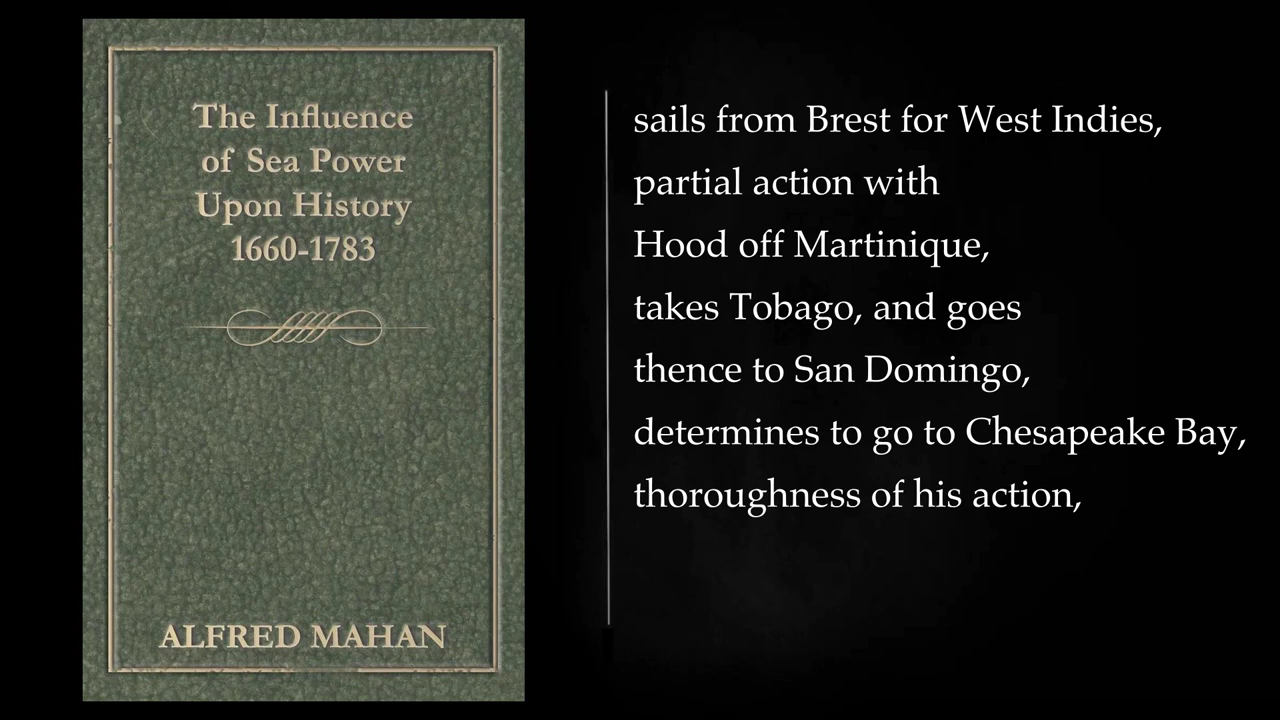 The Influence
of Sea Power
Upon History
1660-1783
ALFRED MAHAN
sails from Brest for West Indies,
partial action with
Hood off Martinique,
takes Tobago, and goes
thence to San Domingo,
determines to go to Chesapeake Bay,
thoroughness of his action,